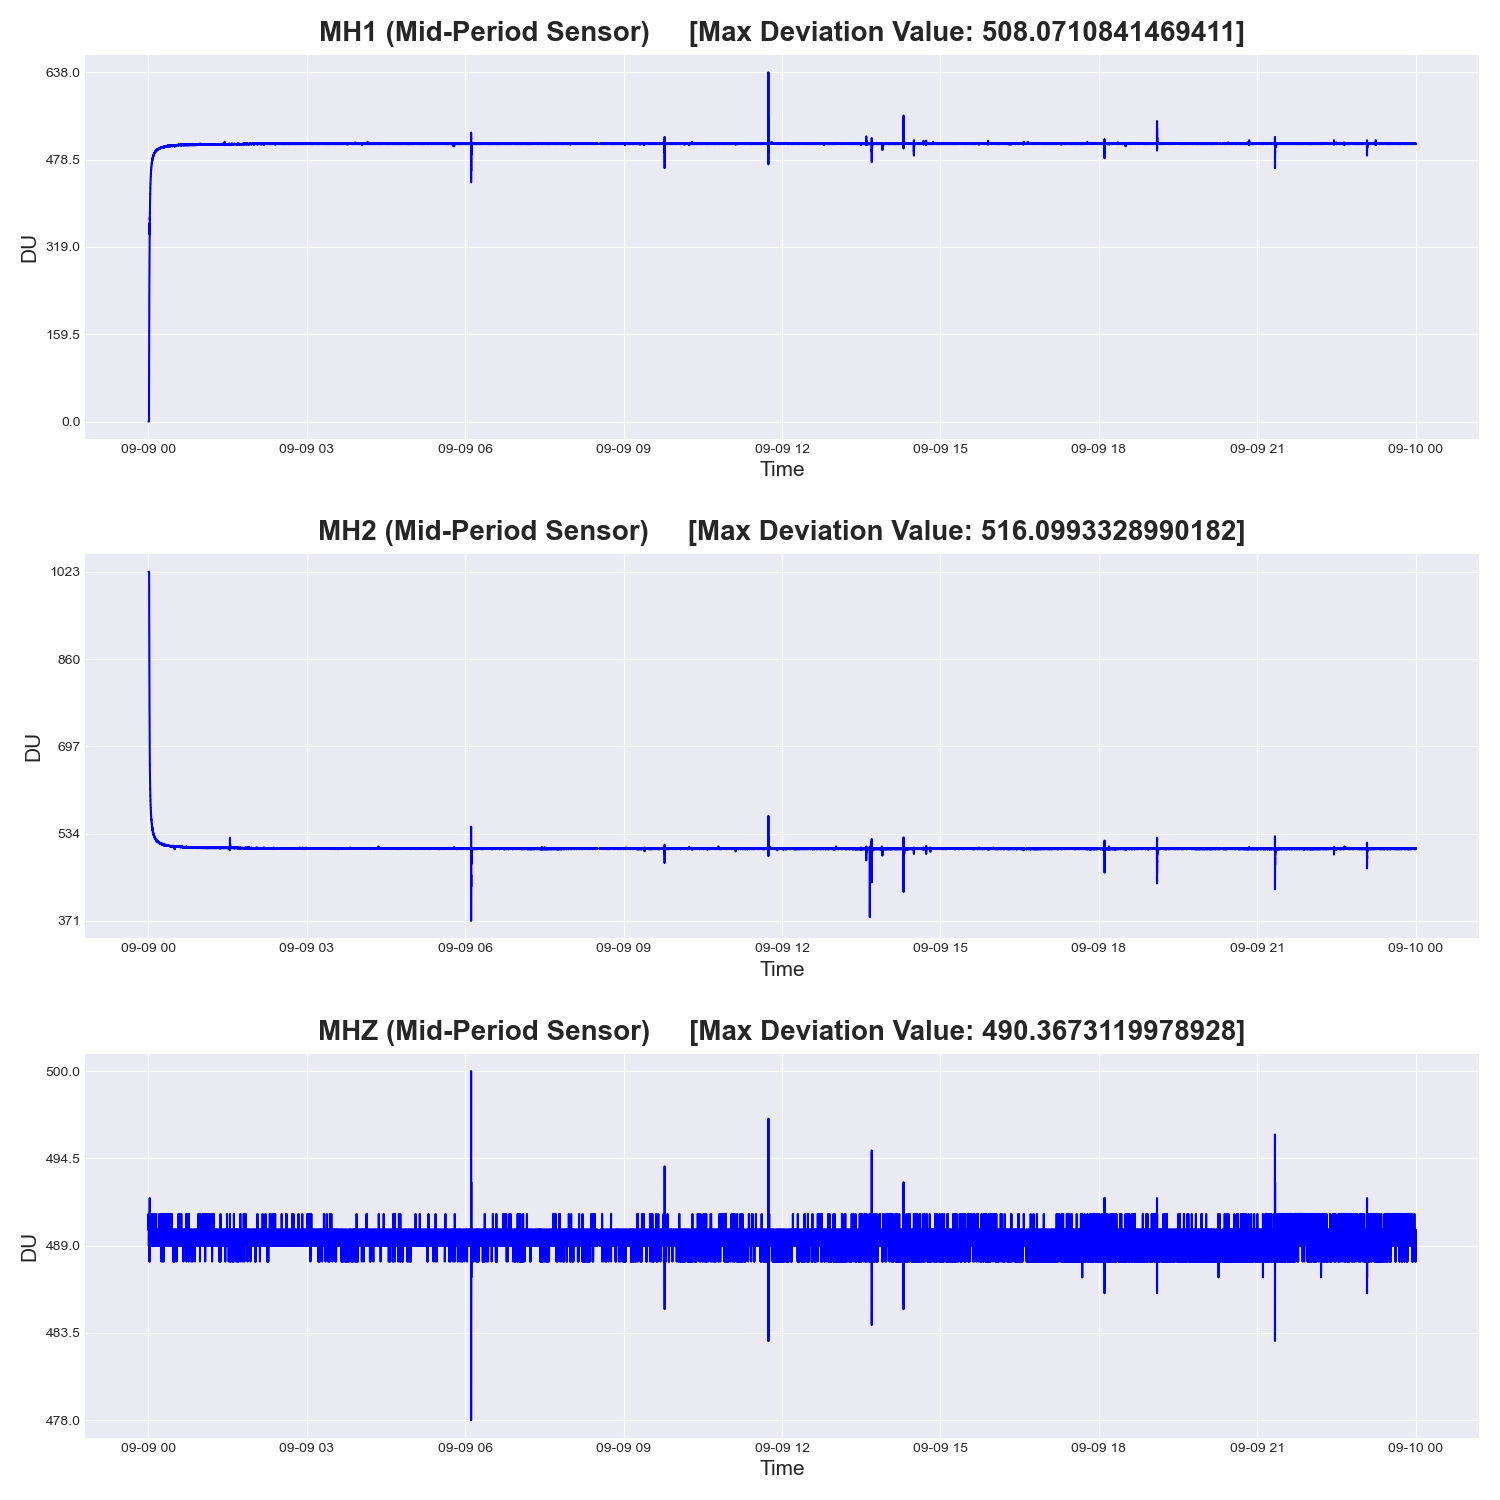 MH1 (Mid-Period Sensor) [Max Deviation Value: 508.0710841469411]
638.0
478.5
319.0
159.5
0.0
DU
09-09 00 09-09 03 09-09 06 09-09 09 09-09 12 09-09 15 09-09 18 09-09 21 09-10 00
Time
MH2 (Mid-Period Sensor) [Max Deviation Value: 516.0993328990182]
1023
860
697
534
371
DU
09-09 00 09-09 03 09-09 06 09-09 09 09-09 12 09-09 15 09-09 18 09-09 21 09-10 00
Time
MHZ (Mid-Period Sensor) [Max Deviation Value: 490.3673119978928]
500.0
494.5
489.0
483.5
478.0
DU
09-09 00 09-09 03 09-09 06 09-09 09 09-09 12 09-09 15 09-09 18 09-09 21 09-10 00
Time